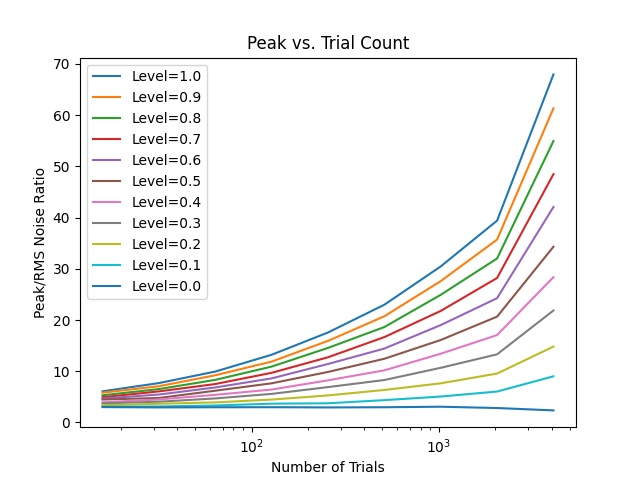 Peak vs. Trial Count
Peak/RMS Noise Ratio
70
60
50
40
30
20
10
0
Level=1.0
Level=0.9
Level=0.8
Level=0.7
Level=0.6
Level=0.5
Level=0.4
Level=0.3
Level=0.2
Level=0.1
Level=0.0
10² 10³
Number of Trials